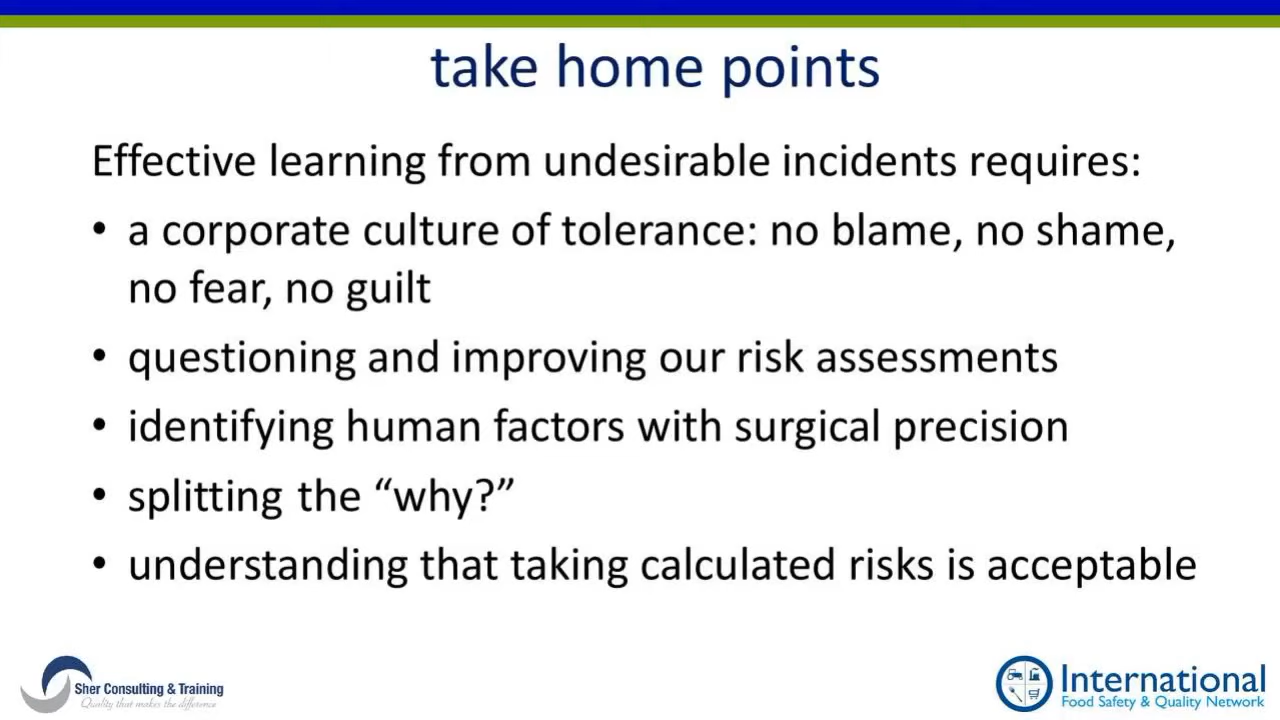 take home points
Effective learning from undesirable incidents requires:
• a corporate culture of tolerance: no blame, no shame,
no fear, no guilt
• questioning and improving our risk assessments
• identifying human factors with surgical precision
• splitting the “why?”
• understanding that taking calculated risks is acceptable
Sher Consulting & Training
Quality that makes the difference
International
Food Safety & Quality Network